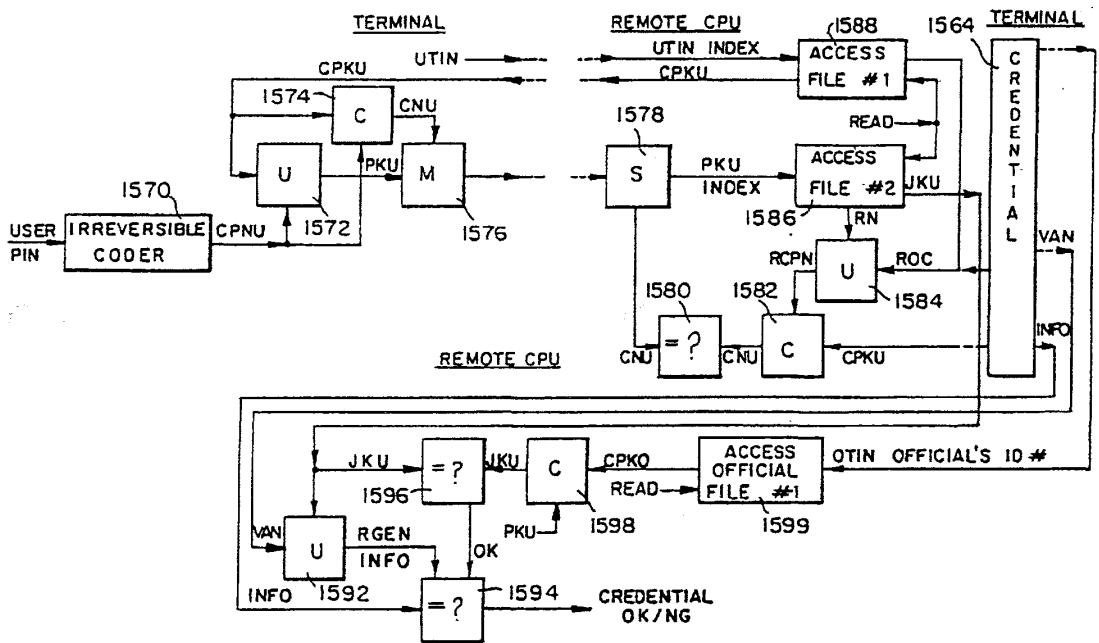 TERMINAL
REMOTE CPU
1564
TERMINAL
1588
UTIN
UTIN INDEX
ACCESS
FILE #1
CPKU
CPKU
1574
C
CNU
1578
READ
CREDENTIAL
U
PKU
M
S
PKU
INDEX
ACCESS
FILE #2
JKU
1570
1572
1576
1586
RN
USER
PIN
IRREVERSIBLE
CODER
CPNU
VAN
RCPN
U
ROC
1584
1580
1582
INFO
= ?
C
CNU
CNU
CPKU
REMOTE CPU
JKU
= ?
JKU
C
CPKO
ACCESS
OFFICIAL
FILE #1
OTIN OFFICIAL'S ID #
1596
READ
1598
1599
PKU
VAN
U
RGEN
INFO
OK
1592
1594
INFO
= ?
CREDENTIAL
OK/NG